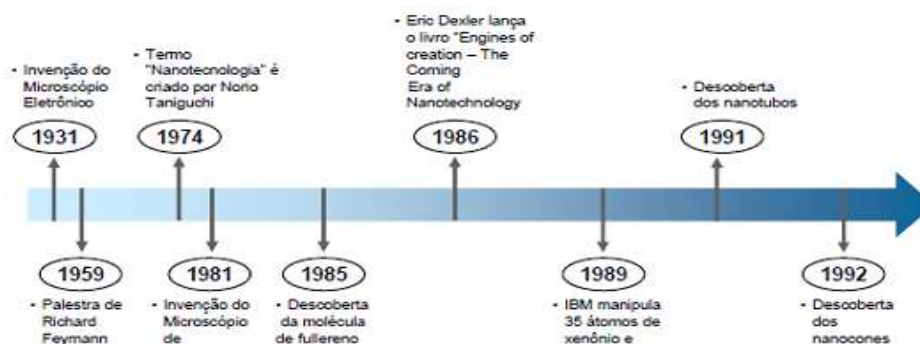 • Invenção do
Microscópio
Eletrônico
1931
• Termo
"Nanotecnologia" é
criado por Norio
Taniguchi
1974
• Eric Dexler lança
o livro "Engines of
creation – The
Coming
Era of
Nanotechnology
1986
• Descoberta
dos nanotubos
1991
1959
• Palestra de
Richard
Feymann
1981
• Invenção do
Microscópio
de
1985
• Descoberta
da molécula
de fullereno
1989
• IBM manipula
35 átomos de
xenônio e
1992
• Descoberta
dos
nanocones